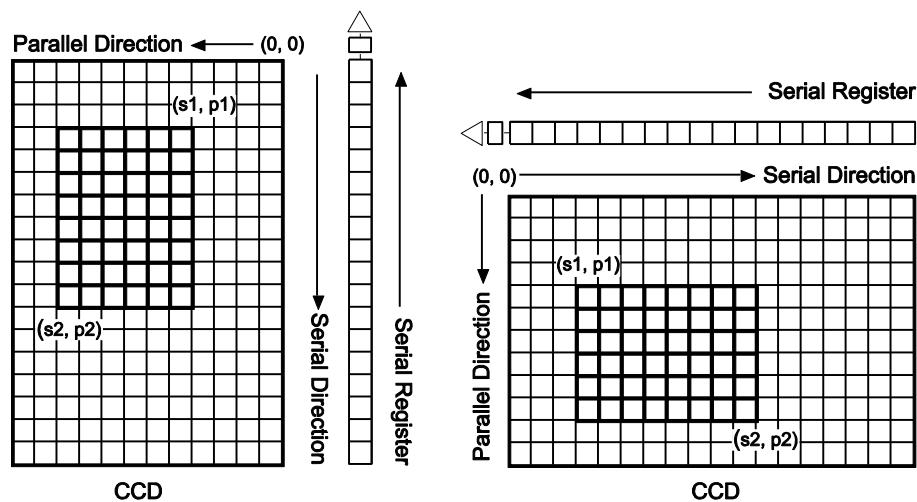 Parallel Direction
(0, 0)
(s1, p1)
(s2, p2)
Serial Direction
Serial Register
CCD
Serial Register
(0, 0)
Serial Direction
(s1, p1)
Parallel Direction
(s2, p2)
CCD